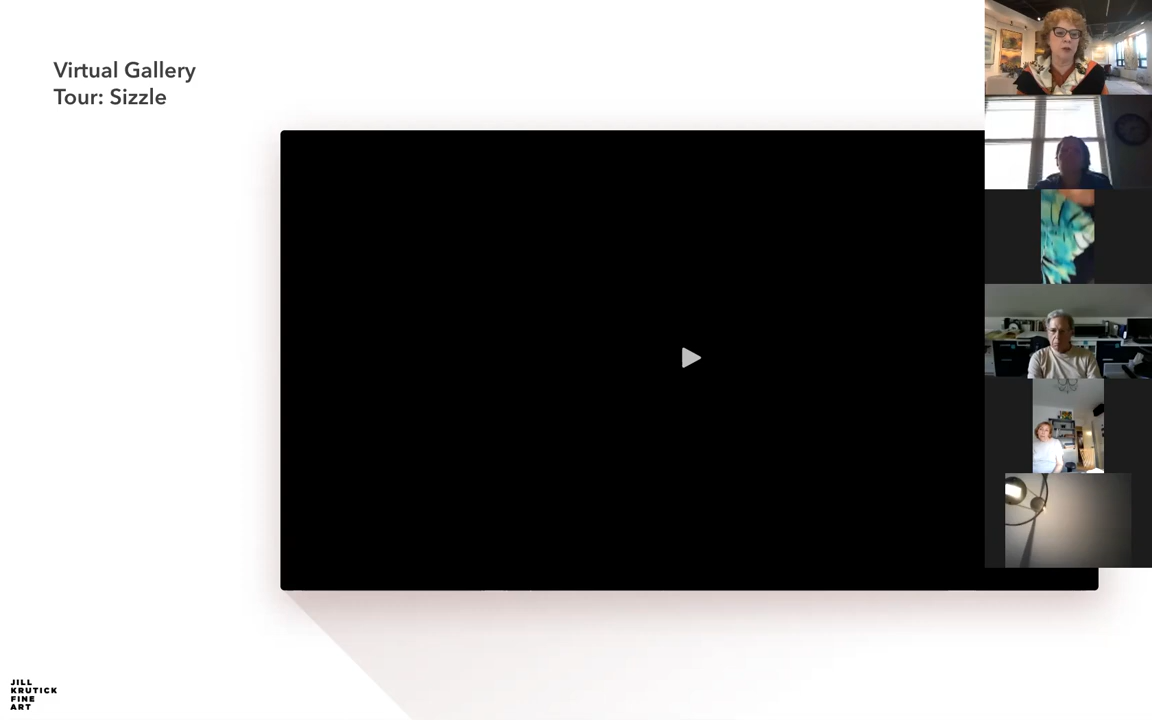 Virtual Gallery
Tour: Sizzle
JILL
KRUTICK
FINE
ART